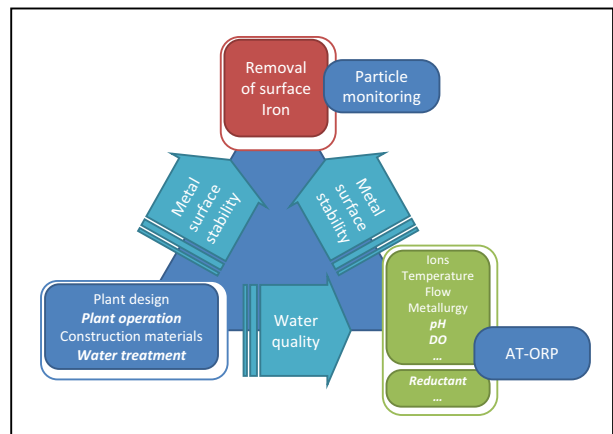 Removal
of surface
Iron
Particle
monitoring
Metal
surface
stability
Metal
surface
stability
Plant design
Plant operation
Construction materials
Water treatment
Water
quality
Ions
Temperature
Flow
Metallurgy
pH
DO
...
Reductant
...
AT-ORP